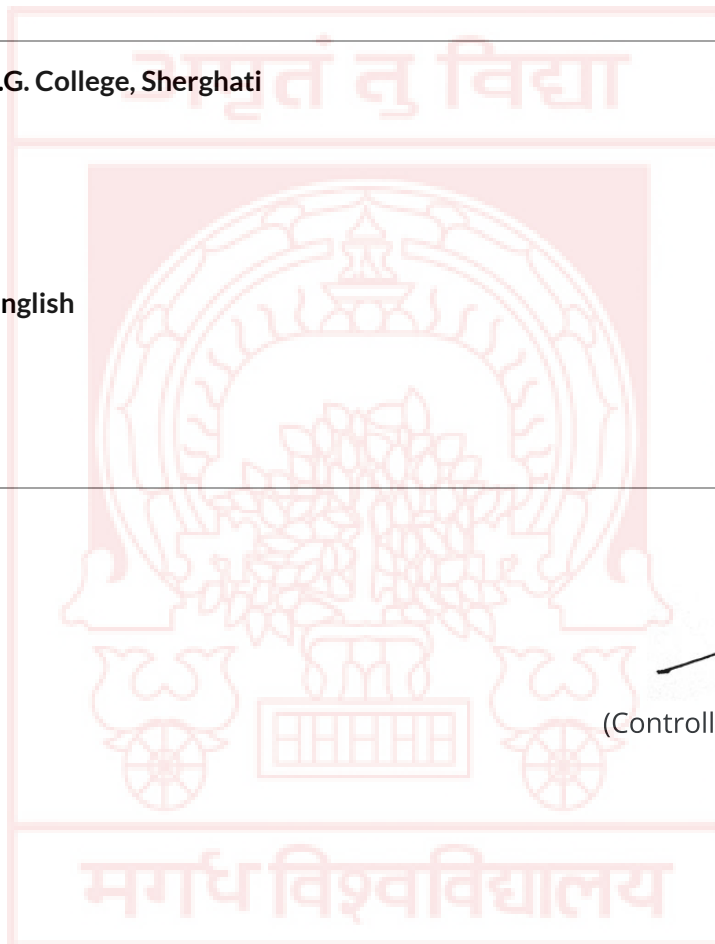 अमृतं तु विद्या
.G. College, Sherghati
nglish
(Controll
मगध विश्वविद्यालय